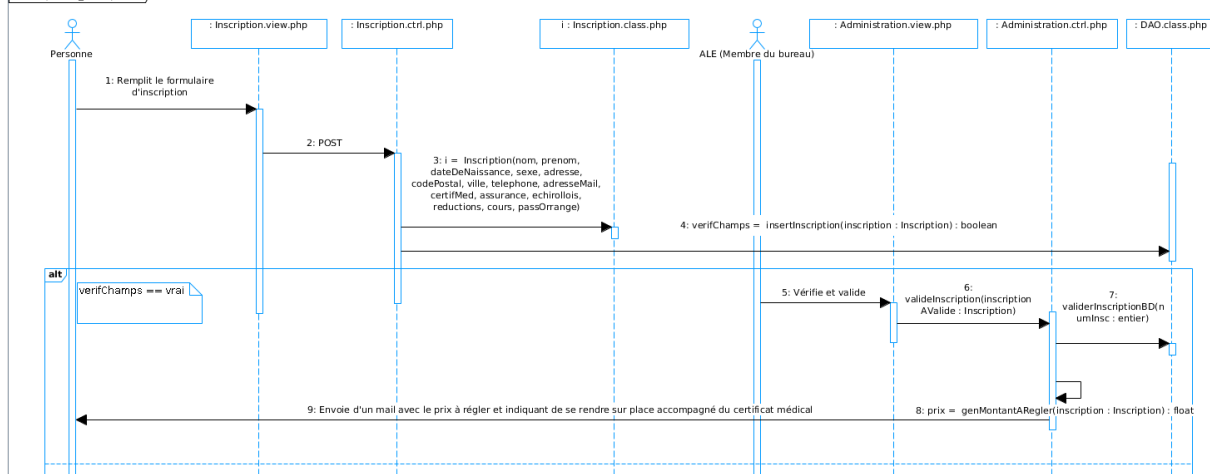 : Inscription.view.php
: Inscription.ctrl.php
i : Inscription.class.php
: Administration.view.php
: Administration.ctrl.php
: DAO.class.php
Personne
ALE (Membre du bureau)
1: Remplit le formulaire
d'inscription
2: POST
3: i = Inscription(nom, prenom,
dateDeNaissance, sexe, adresse,
codePostal, ville, telephone, adresseMail,
certifMed, assurance, echirollois,
reductions, cours, passOrrange)
4: verifChamps = insertInscription(inscription : Inscription) : boolean
alt
verifChamps == vrai
5: Vérifie et valide
6:
valideInscription(inscription
AValide : Inscription)
7:
validerInscriptionBD(n
umInsc : entier)
9: Envoie d'un mail avec le prix à régler et indiquant de se rendre sur place accompagné du certificat médical
8: prix = genMontantARegler(inscription : Inscription) : float